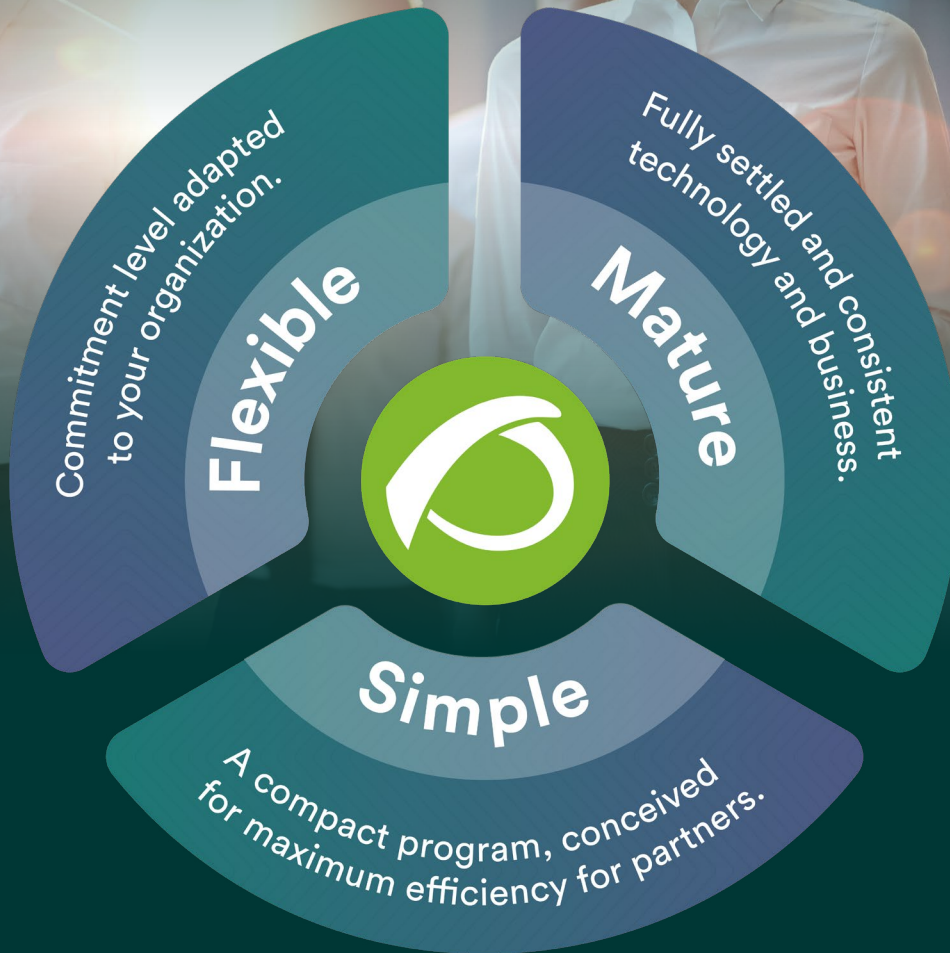 Commitment level adapted
to your organization.
Flexible
Fully settled and consistent
technology and business.
Mature
Simple
A compact program, conceived
for maximum efficiency for partners.